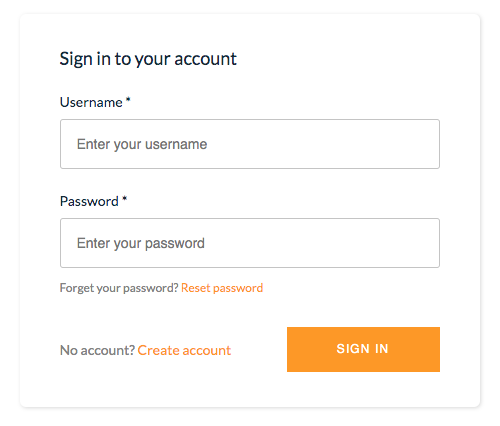 Sign in to your account
Username *
Enter your username
Password *
Enter your password
Forget your password? Reset password
No account? Create account
SIGN IN